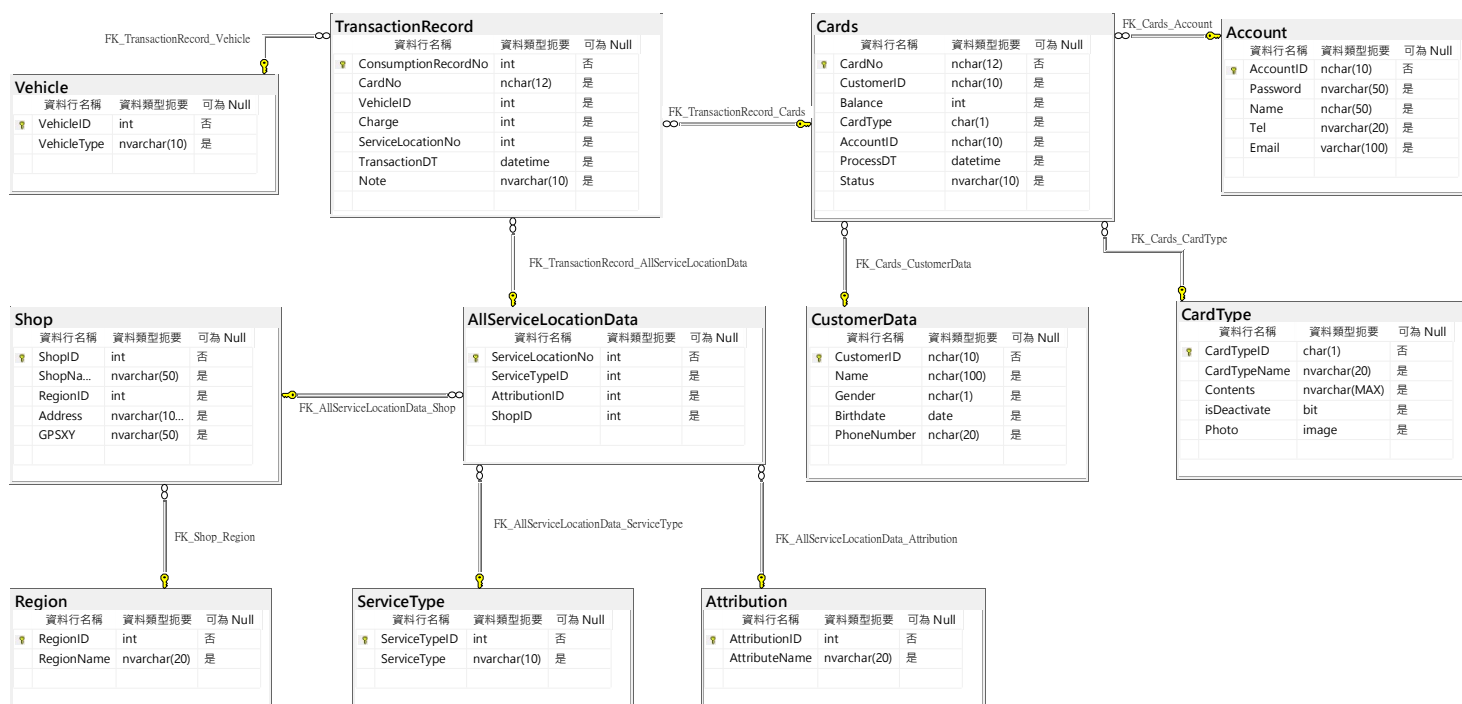 TransactionRecord
資料行名稱 資料類型扼要 可為 Null
ConsumptionRecordNo int 否
CardNo nchar(12) 是
VehicleID int 是
Charge int 是
ServiceLocationNo int 是
TransactionDT datetime 是
Note nvarchar(10) 是
Cards
資料行名稱 資料類型扼要 可為 Null
CardNo nchar(12) 否
CustomerID nchar(10) 是
Balance int 是
CardType char(1) 是
AccountID nchar(10) 是
ProcessDT datetime 是
Status nvarchar(10) 是
FK_Cards_Account
Account
資料行名稱 資料類型扼要 可為 Null
AccountID nchar(10) 否
Password nvarchar(50) 是
Name nchar(50) 是
Tel nvarchar(20) 是
Email varchar(100) 是
FK_TransactionRecord_Vehicle
Vehicle
資料行名稱 資料類型扼要 可為 Null
VehicleID int 否
VehicleType nvarchar(10) 是
FK_TransactionRecord_Cards
FK_TransactionRecord_AllServiceLocationData
FK_Cards_CustomerData
FK_Cards_CardType
Shop
資料行名稱 資料類型扼要 可為 Null
ShopID int 否
ShopNa... nvarchar(50) 是
RegionID int 是
Address nvarchar(10... 是
GPSXY nvarchar(50) 是
FK_AllServiceLocationData_Shop
AllServiceLocationData
資料行名稱 資料類型扼要 可為 Null
ServiceLocationNo int 否
ServiceTypeID int 是
AttributionID int 是
ShopID int 是
CustomerData
資料行名稱 資料類型扼要 可為 Null
CustomerID nchar(10) 否
Name nchar(100) 是
Gender nchar(1) 是
Birthdate date 是
PhoneNumber nchar(20) 是
CardType
資料行名稱 資料類型扼要 可為 Null
CardTypeID char(1) 否
CardTypeName nvarchar(20) 是
Contents nvarchar(MAX) 是
isDeactivate bit 是
Photo image 是
FK_Shop_Region
FK_AllServiceLocationData_ServiceType
FK_AllServiceLocationData_Attribution
Region
資料行名稱 資料類型扼要 可為 Null
RegionID int 否
RegionName nvarchar(20) 是
ServiceType
資料行名稱 資料類型扼要 可為 Null
ServiceTypeID int 否
ServiceType nvarchar(10) 是
Attribution
資料行名稱 資料類型扼要 可為 Null
AttributionID int 否
AttributeName nvarchar(20) 是